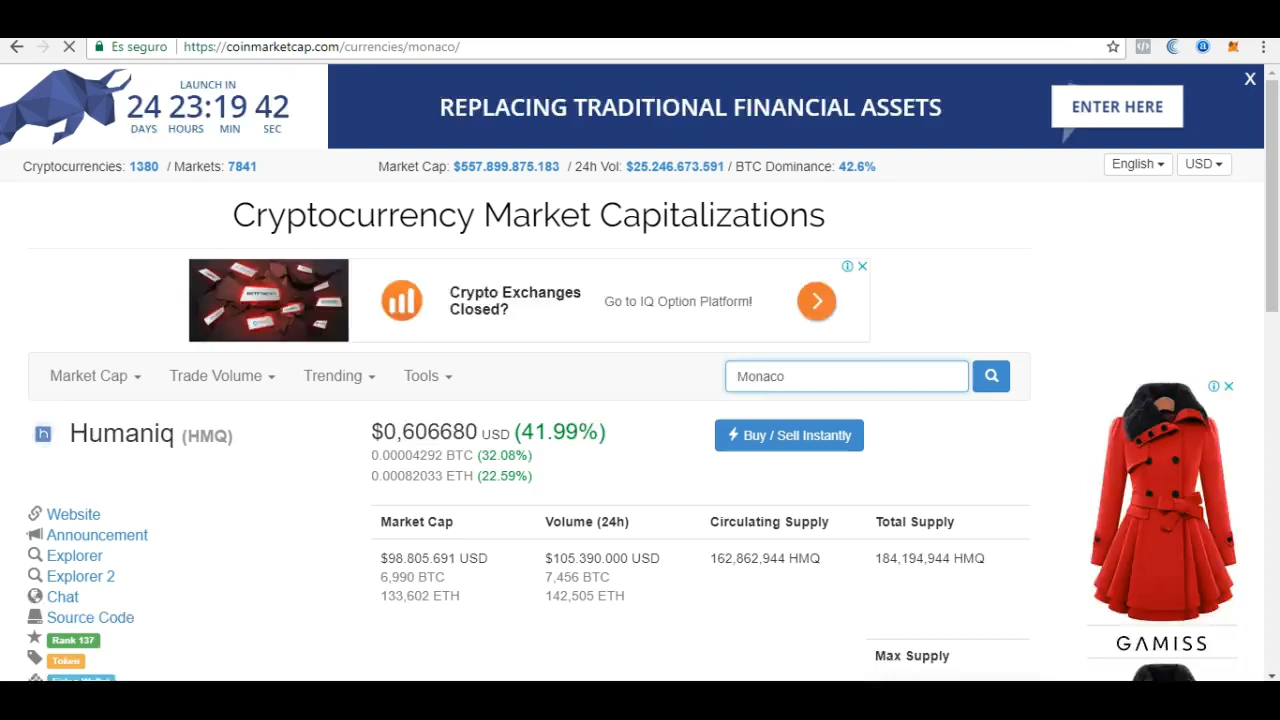 Es seguro
https://coinmarketcap.com/currencies/monaco/
LAUNCH IN
24 23:19 42
DAYS HOURS MIN SEC
REPLACING TRADITIONAL FINANCIAL ASSETS
ENTER HERE
X
Cryptocurrencies: 1380 / Markets: 7841
Market Cap: $557.899.875.183 / 24h Vol: $25.246.673.591 / BTC Dominance: 42.6%
English
USD
Cryptocurrency Market Capitalizations
Crypto Exchanges
Closed?
Go to IQ Option Platform!
Market Cap
Trade Volume
Trending
Tools
Monaco
Humaniq (HMQ)
$0,606680 USD (41.99%)
0.00004292 BTC (32.08%)
0.00082033 ETH (22.59%)
Buy / Sell Instantly
Website
Announcement
Explorer
Explorer 2
Chat
Source Code
Rank 137
Token
Market Cap
Volume (24h)
Circulating Supply
Total Supply
$98.805.691 USD
$105.390.000 USD
162,862,944 HMQ
184,194,944 HMQ
6,990 BTC
7,456 BTC
133,602 ETH
142,505 ETH
Max Supply
GAMISS